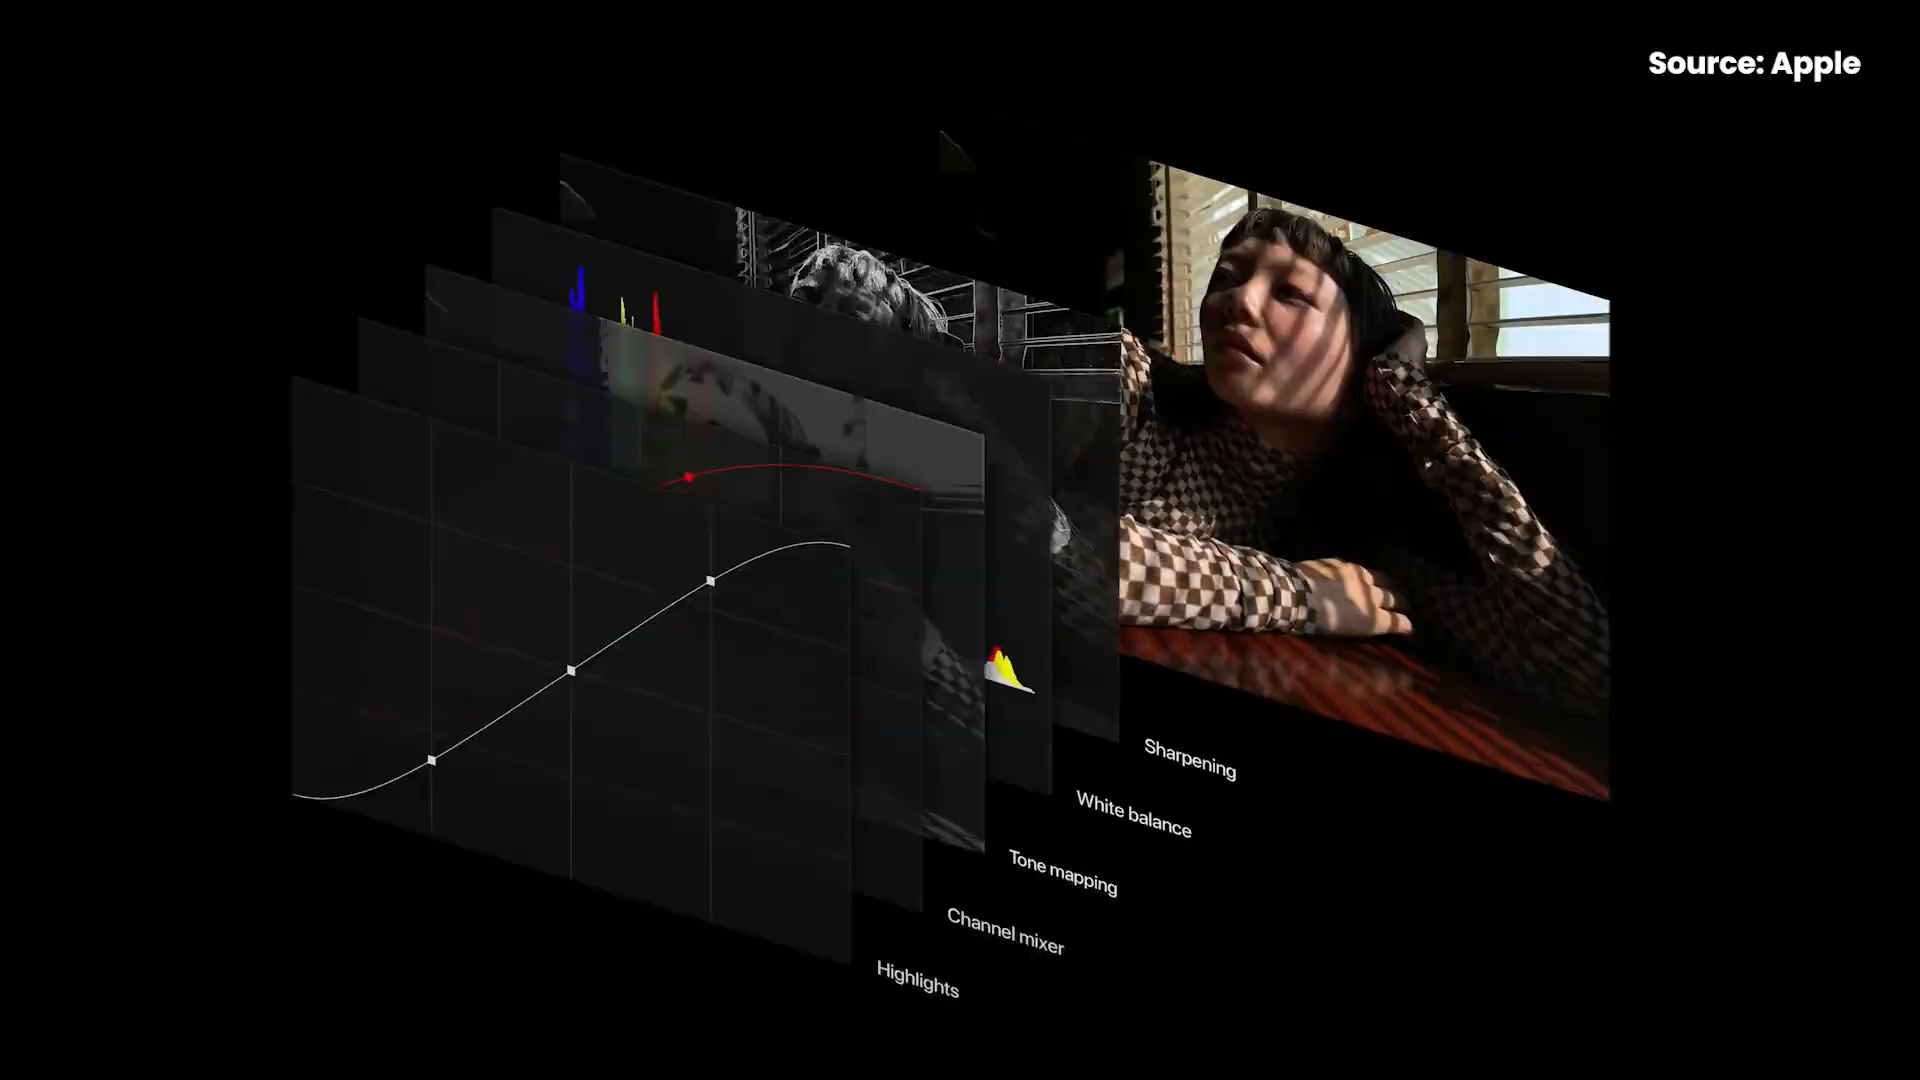 Source: Apple
Sharpening
White balance
Tone mapping
Channel mixer
Highlights